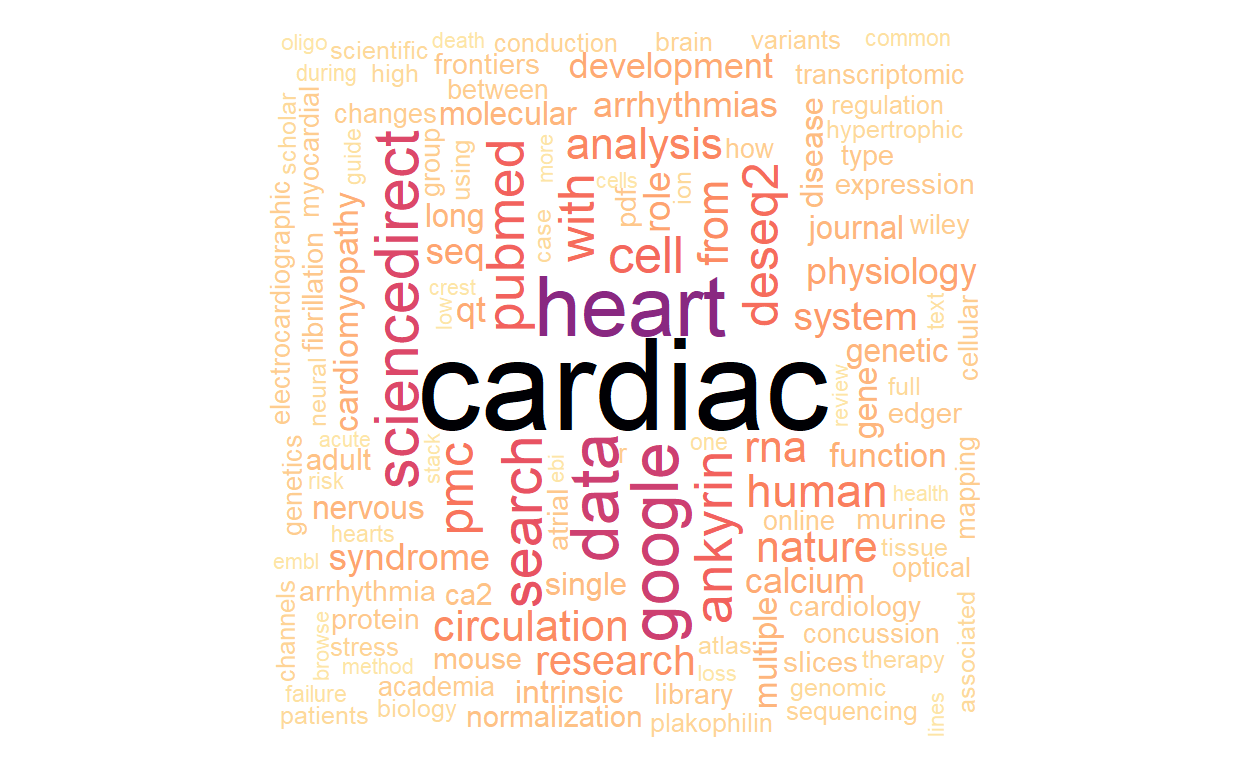 oligo
scientific
death
conduction
brain
variants
common
during
high
frontiers
development
transcriptomic
between
scholar
myocardial
changes
molecular
arrhythmias
disease
regulation
hypertrophic
guide
sciencedirect
group
using
pubmed
more
analysis
how
type
cells
pdf
role
ion
from
deseq2
expression
electrocardiographic
fibrillation
cardiomyopathy
long
seq
case
with
cell
journal
wiley
physiology
crest
low
qt
heart
system
text
cellular
neural
cardiac
genetic
review
gene
full
edger
genetics
acute
adult
risk
stack
pmc
search
ebi
atrial
data
r
google
one
ankyrin
rna
function
mapping
human
health
nervous
hearts
online
murine
embl
syndrome
nature
tissue
optical
channels
arrhythmia
ca2
single
calcium
browse
protein
stress
circulation
cardiology
concussion
associated
method
mouse
research
atlas
loss
multiple
slices
therapy
failure
academia
intrinsic
library
genomic
patients
biology
normalization
plakophilin
sequencing
lines